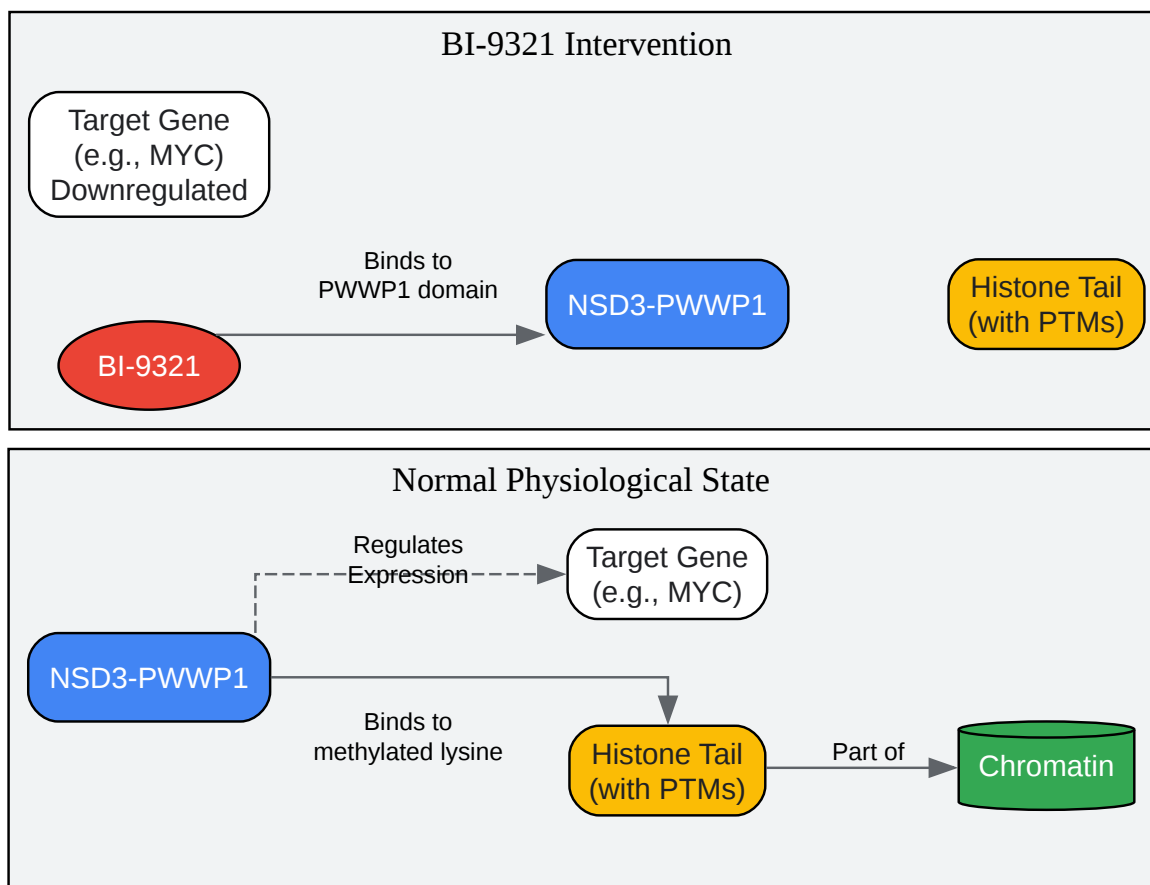 BI-9321 Intervention
Target Gene
(e.g., MYC)
Downregulated
Binds to
PWWP1 domain
NSD3-PWWP1
Histone Tail
(with PTMs)
BI-9321
Normal Physiological State
Regulates
Expression
Target Gene
(e.g., MYC)
NSD3-PWWP1
Binds to
methylated lysine
Histone Tail
(with PTMs)
Part of
Chromatin